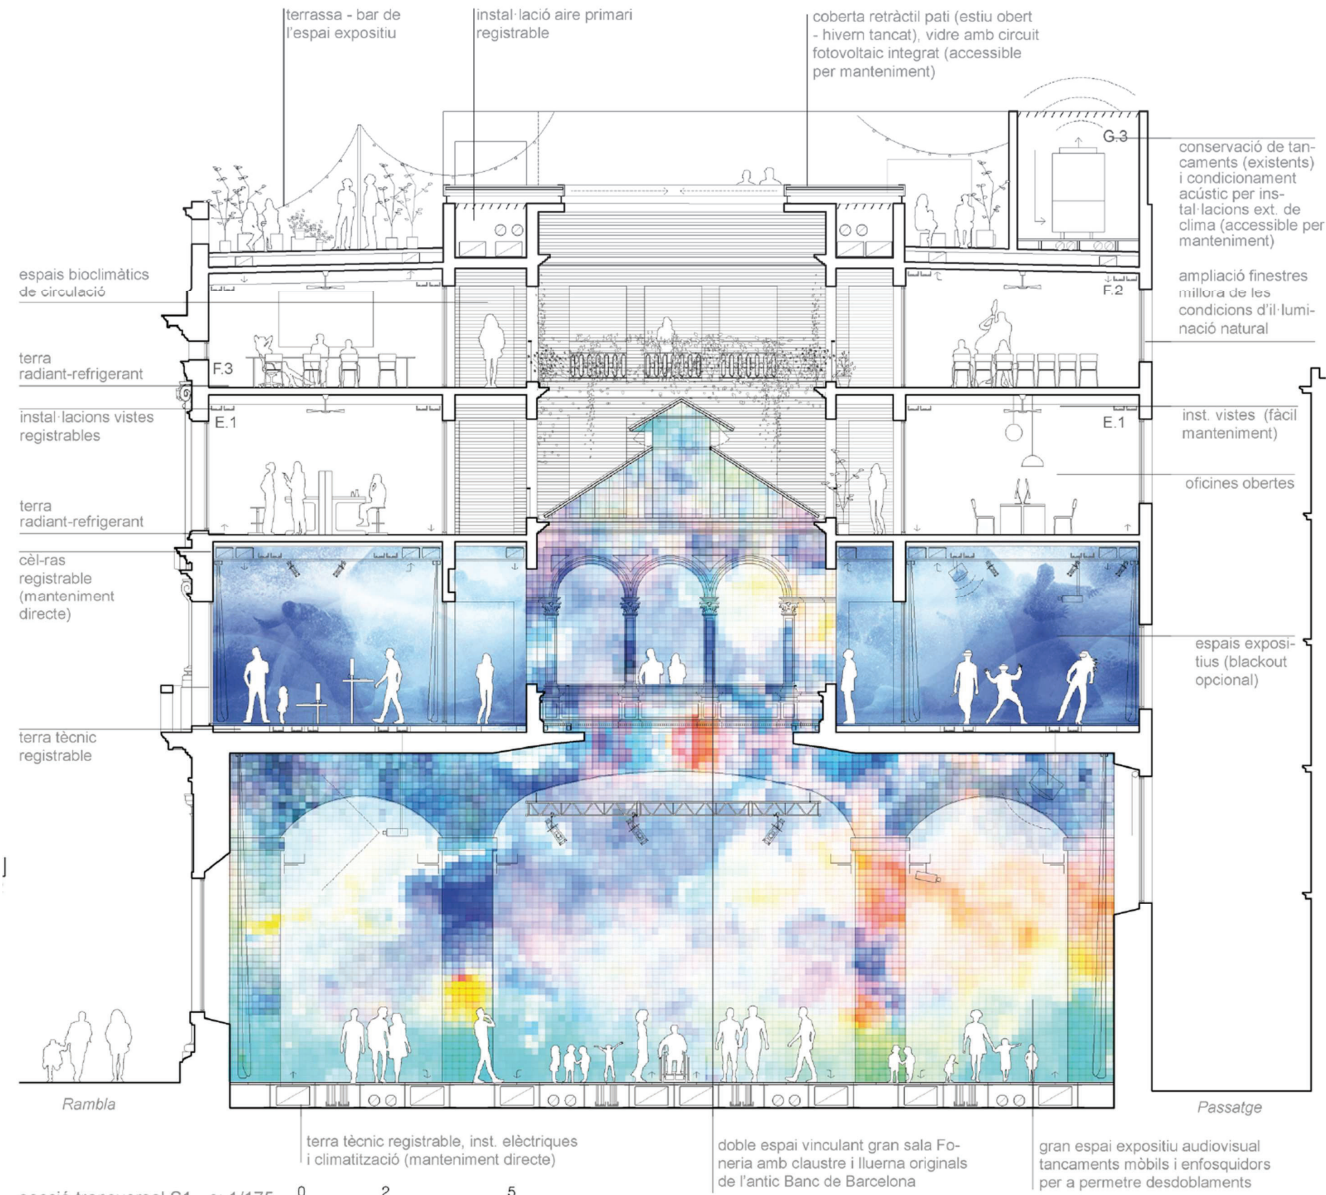 terrassa - bar de
l'espai expositiu
instal·lació aire primari
registrable
coberta retràctil pati (estiu obert
- hivern tancat), vidre amb circuit
fotovoltaic integrat (accessible
per manteniment)
G.3
conservació de tan-
caments (existents)
i condicionament
acústic per ins-
tal·lacions ext. de
clima (accessible per
manteniment)
espais bioclimàtics
de circulació
ampliació finestres
millora de les
condicions d'il·lumi-
nació natural
F.2
terra
radiant-refrigerant
F.3
instal·lacions vistes
registrables
E.1
E.1
inst. vistes (fàcil
manteniment)
oficines obertes
terra
radiant-refrigerant
cèl-ras
registrable
(manteniment
directe)
espais exposi-
tius (blackout
opcional)
terra tècnic
registrable
Rambla
Passatge
terra tècnic registrable, inst. elèctriques
i climatització (manteniment directe)
doble espai vinculant gran sala Fo-
neria amb claustre i lluerna originals
de l'antic Banc de Barcelona
gran espai expositiu audiovisual
tancaments mòbils i enfosquidors
per a permetre desdoblaments
secció transversal S1 e: 1/175
0 2 5